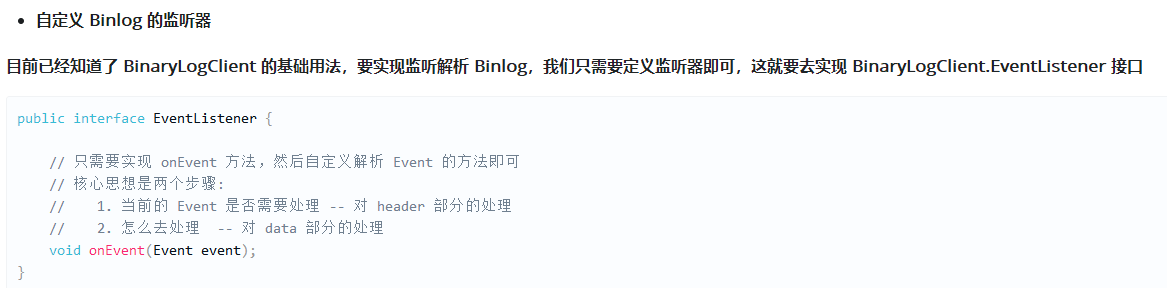 • 自定义 Binlog 的监听器
目前已经知道了 BinaryLogClient 的基础用法，要实现监听解析 Binlog，我们只需要定义监听器即可，这就要去实现 BinaryLogClient.EventListener 接口
public interface EventListener {
    // 只需要实现 onEvent 方法，然后自定义解析 Event 的方法即可
    // 核心思想是两个步骤:
    //    1. 当前的 Event 是否需要处理 -- 对 header 部分的处理
    //    2. 怎么去处理  -- 对 data 部分的处理
    void onEvent(Event event);
}